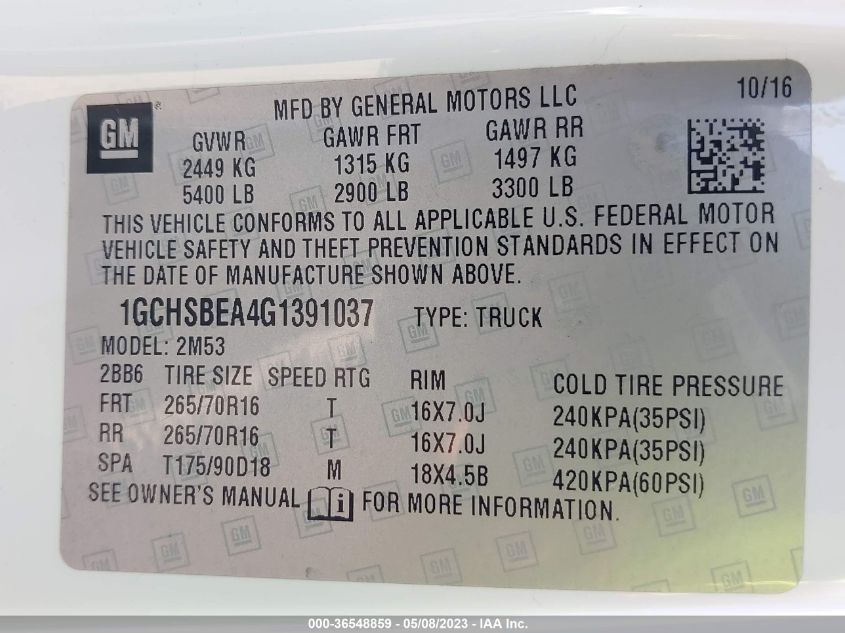 GM ®
MFD BY GENERAL MOTORS LLC 10/16
GVWR GAWR FRT GAWR RR
2449 KG 1315 KG 1497 KG
5400 LB 2900 LB 3300 LB
THIS VEHICLE CONFORMS TO ALL APPLICABLE U.S. FEDERAL MOTOR
VEHICLE SAFETY AND THEFT PREVENTION STANDARDS IN EFFECT ON
THE DATE OF MANUFACTURE SHOWN ABOVE.
1GCHSBEA4G1391037 TYPE: TRUCK
MODEL: 2M53
2BB6 TIRE SIZE SPEED RTG RIM COLD TIRE PRESSURE
FRT 265/70R16 T 16X7.0J 240KPA(35PSI)
RR 265/70R16 T 16X7.0J 240KPA(35PSI)
SPA T175/90D18 M 18X4.5B 420KPA(60PSI)
SEE OWNER'S MANUAL i FOR MORE INFORMATION.
000-36548859 - 05/08/2023 - IAA Inc.